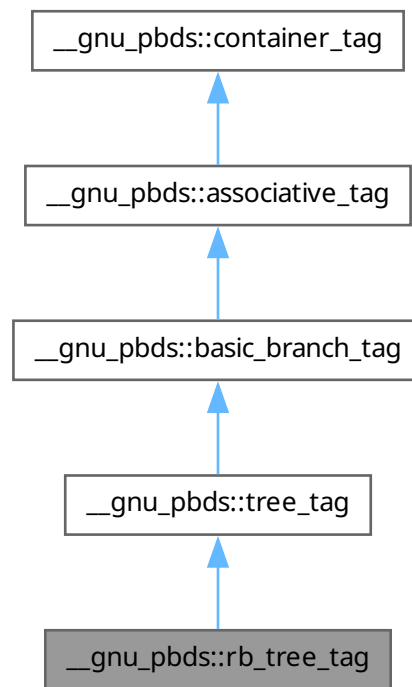 __gnu_pbds::container_tag
__gnu_pbds::associative_tag
__gnu_pbds::basic_branch_tag
__gnu_pbds::tree_tag
__gnu_pbds::rb_tree_tag